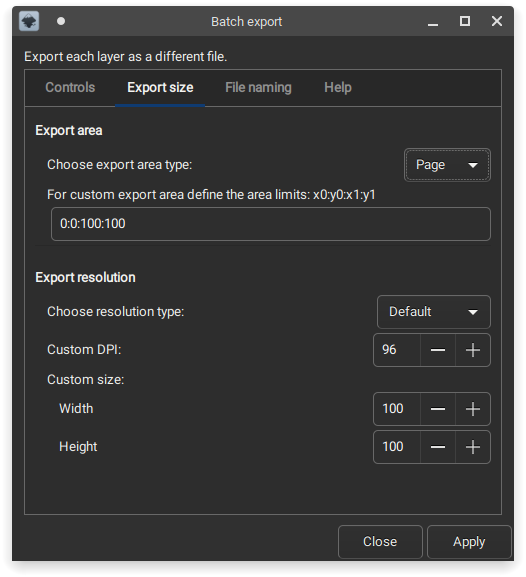 Batch export
Export each layer as a different file.
Controls Export size File naming Help
Export area
Choose export area type: Page
For custom export area define the area limits: x0:y0:x1:y1
0:0:100:100
Export resolution
Choose resolution type: Default
Custom DPI: 96
Custom size:
Width 100
Height 100
Close Apply